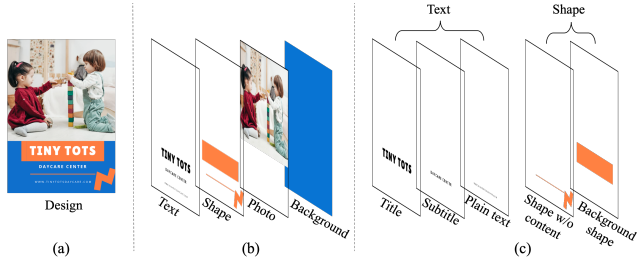 TINY TOTS
DAYCARE CENTER
WWW.TINYTOTSDAYCARE.COM
Design
(a)
TINY TOTS
DAYCARE CENTER
Text
Shape
Photo
Background
(b)
Text
Shape
TINY TOTS
DAYCARE CENTER
Title
Subtitle
Plain text
Shape w/o
content
Background
shape
(c)